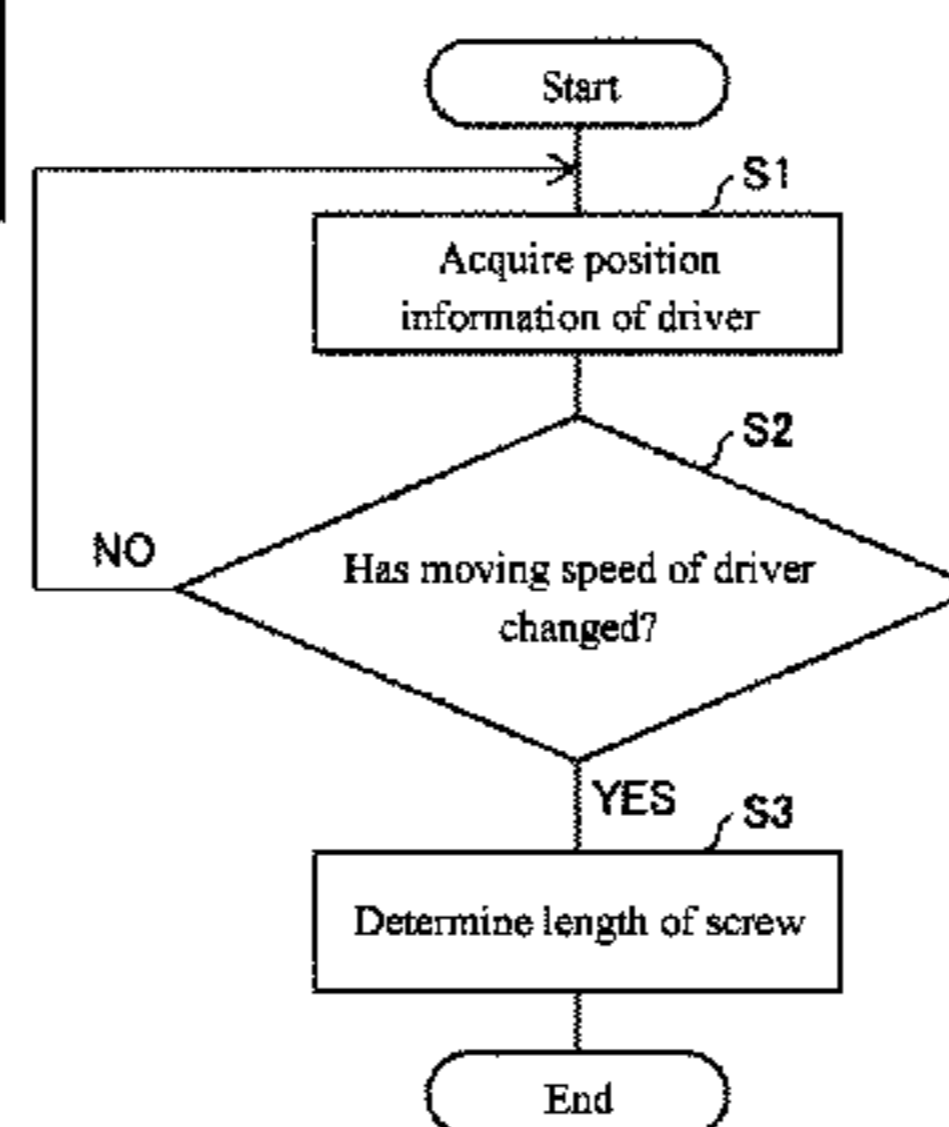 Start
S1
Acquire position
information of driver
S2
NO
Has moving speed of driver
changed?
YES
S3
Determine length of screw
End